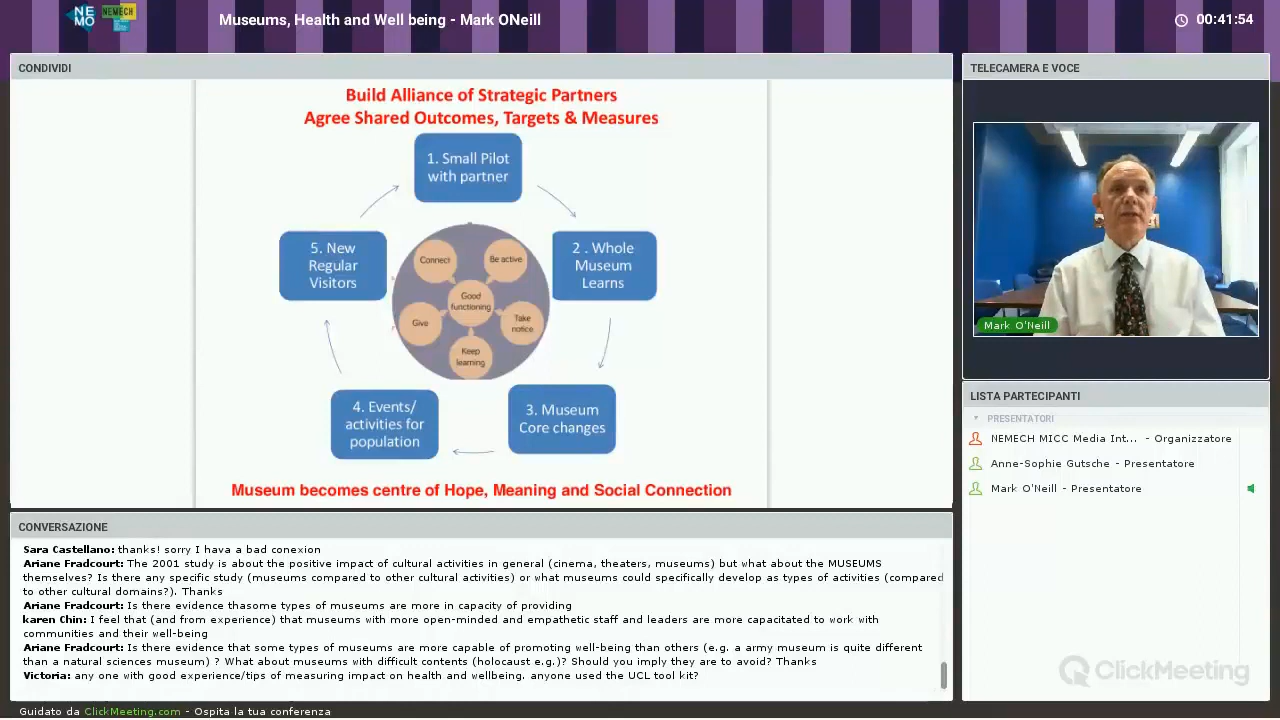 NE
MO
NEMECH
Museums, Health and Well being - Mark ONeill
00:41:54
CONDIVIDI
Build Alliance of Strategic Partners
Agree Shared Outcomes, Targets & Measures
1. Small Pilot
with partner
2 . Whole
Museum
Learns
3. Museum
Core changes
4. Events/
activities for
population
5. New
Regular
Visitors
Connect
Be active
Good
functioning
Give
Take
notice
Keep
learning
Museum becomes centre of Hope, Meaning and Social Connection
TELECAMERA E VOCE
Mark O'Neill
LISTA PARTECIPANTI
PRESENTATORI
NEMECH MICC Media Int... - Organizzatore
Anne-Sophie Gutsche - Presentatore
Mark O'Neill - Presentatore
CONVERSAZIONE
Sara Castellano: thanks! sorry I hava a bad conexion
Ariane Fradcourt: The 2001 study is about the positive impact of cultural activities in general (cinema, theaters, museums) but what about the MUSEUMS
themselves? Is there any specific study (museums compared to other cultural activities) or what museums could specifically develop as types of activities (compared
to other cultural domains?). Thanks
Ariane Fradcourt: Is there evidence thasome types of museums are more in capacity of providing
karen Chin: I feel that (and from experience) that museums with more open-minded and empathetic staff and leaders are more capacitated to work with
communities and their well-being
Ariane Fradcourt: Is there evidence that some types of museums are more capable of promoting well-being than others (e.g. a army museum is quite different
than a natural sciences museum) ? What about museums with difficult contents (holocaust e.g.)? Should you imply they are to avoid? Thanks
Victoria: any one with good experience/tips of measuring impact on health and wellbeing. anyone used the UCL tool kit?
ClickMeeting
Guidato da ClickMeeting.com - Ospita la tua conferenza